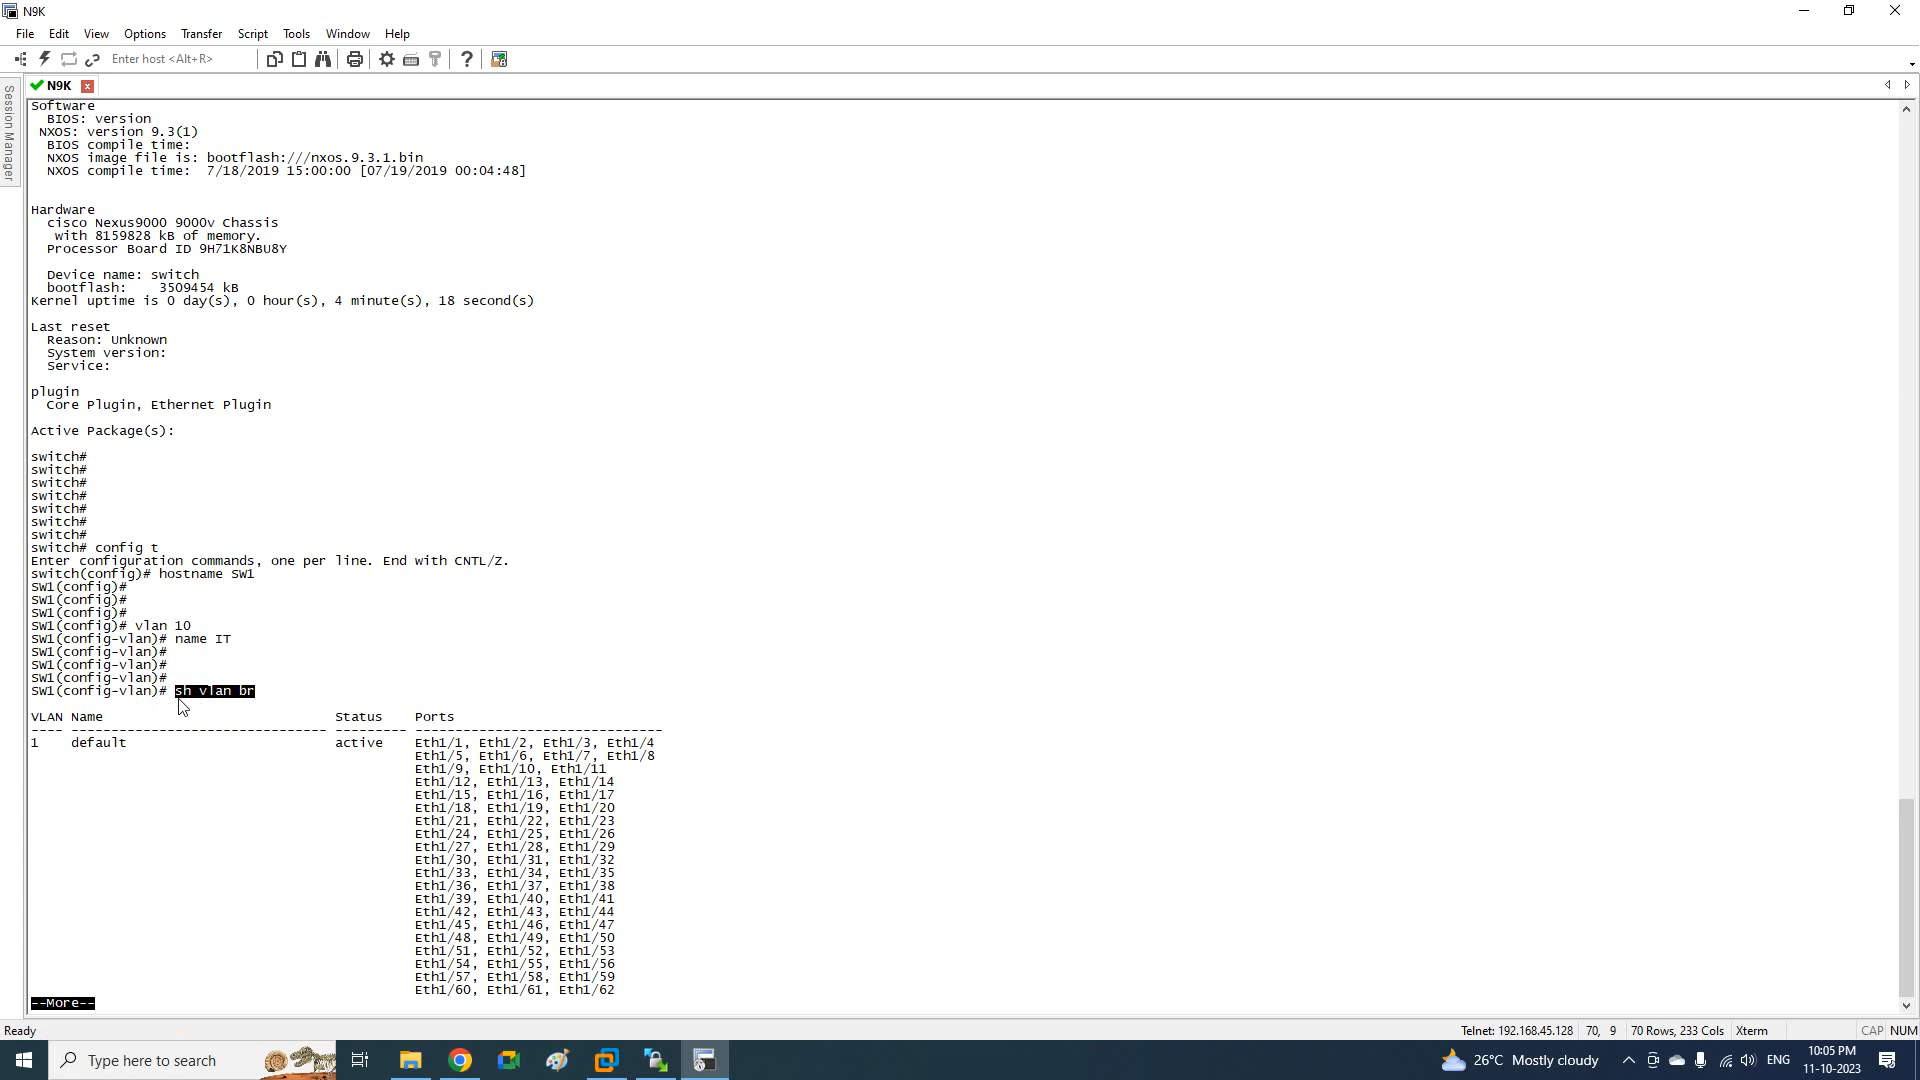 N9K
File Edit View Options Transfer Script Tools Window Help
Enter host <Alt+R>
N9K
Session Manager
Software
BIOS: version
NXOS: version 9.3(1)
BIOS compile time:
NXOS image file is: bootflash:///nxos.9.3.1.bin
NXOS compile time: 7/18/2019 15:00:00 [07/19/2019 00:04:48]
Hardware
cisco Nexus9000 9000v Chassis
with 8159828 kB of memory.
Processor Board ID 9H71K8NBU8Y
Device name: switch
bootflash: 3509454 kB
Kernel uptime is 0 day(s), 0 hour(s), 4 minute(s), 18 second(s)
Last reset
Reason: Unknown
System version:
Service:
plugin
Core Plugin, Ethernet Plugin
Active Package(s):
switch#
switch#
switch#
switch#
switch#
switch#
switch#
switch# config t
Enter configuration commands, one per line. End with CNTL/Z.
switch(config)# hostname SW1
SW1(config)#
SW1(config)#
SW1(config)#
SW1(config)# vlan 10
SW1(config-vlan)# name IT
SW1(config-vlan)#
SW1(config-vlan)#
SW1(config-vlan)#
SW1(config-vlan)# sh vlan br
VLAN Name Status Ports
---- -------------------------------- --------- -------------------------------
1 default active Eth1/1, Eth1/2, Eth1/3, Eth1/4
Eth1/5, Eth1/6, Eth1/7, Eth1/8
Eth1/9, Eth1/10, Eth1/11
Eth1/12, Eth1/13, Eth1/14
Eth1/15, Eth1/16, Eth1/17
Eth1/18, Eth1/19, Eth1/20
Eth1/21, Eth1/22, Eth1/23
Eth1/24, Eth1/25, Eth1/26
Eth1/27, Eth1/28, Eth1/29
Eth1/30, Eth1/31, Eth1/32
Eth1/33, Eth1/34, Eth1/35
Eth1/36, Eth1/37, Eth1/38
Eth1/39, Eth1/40, Eth1/41
Eth1/42, Eth1/43, Eth1/44
Eth1/45, Eth1/46, Eth1/47
Eth1/48, Eth1/49, Eth1/50
Eth1/51, Eth1/52, Eth1/53
Eth1/54, Eth1/55, Eth1/56
Eth1/57, Eth1/58, Eth1/59
Eth1/60, Eth1/61, Eth1/62
--More--
Ready Telnet: 192.168.45.128 70, 9 70 Rows, 233 Cols Xterm CAP NUM
Type here to search 26°C Mostly cloudy ENG 10:05 PM
11-10-2023